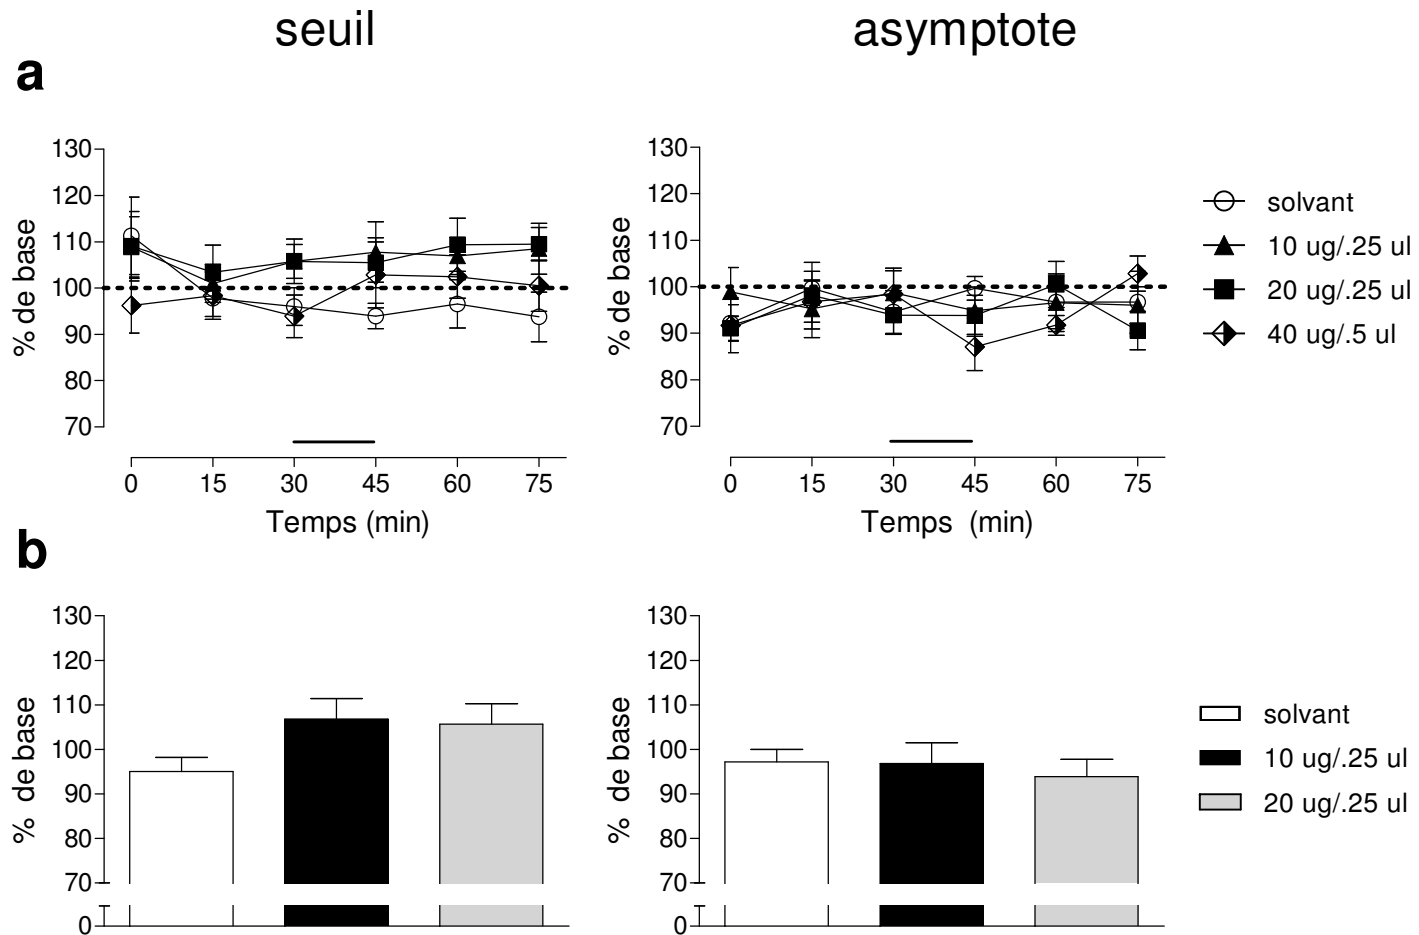 seuil
asymptote
a
130
120
110
100
90
80
70
% de base
0 15 30 45 60 75
Temps (min)
130
120
110
100
90
80
70
% de base
0 15 30 45 60 75
Temps (min)
solvant
10 ug/.25 ul
20 ug/.25 ul
40 ug/.5 ul
b
130
120
110
100
90
80
70
0
% de base
130
120
110
100
90
80
70
0
% de base
solvant
10 ug/.25 ul
20 ug/.25 ul